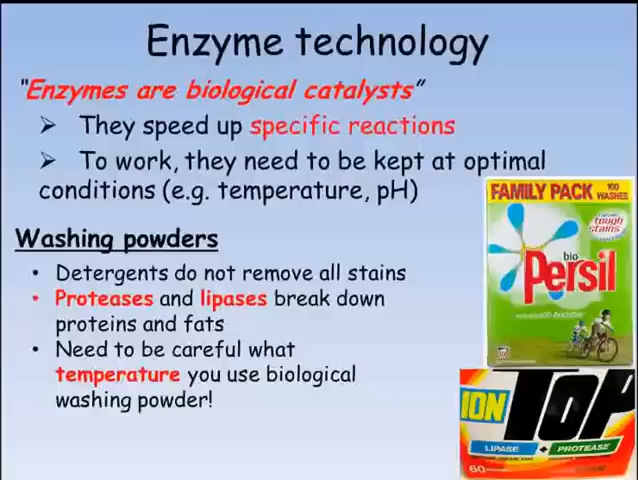 Enzyme technology
"Enzymes are biological catalysts"
➢ They speed up specific reactions
➢ To work, they need to be kept at optimal
conditions (e.g. temperature, pH)
Washing powders
• Detergents do not remove all stains
• Proteases and lipases break down
proteins and fats
• Need to be careful what
temperature you use biological
washing powder!
FAMILY PACK 100
WASHES
tough
stains
bio
Persil
ION
TOP
LIPASE + PROTEASE
60